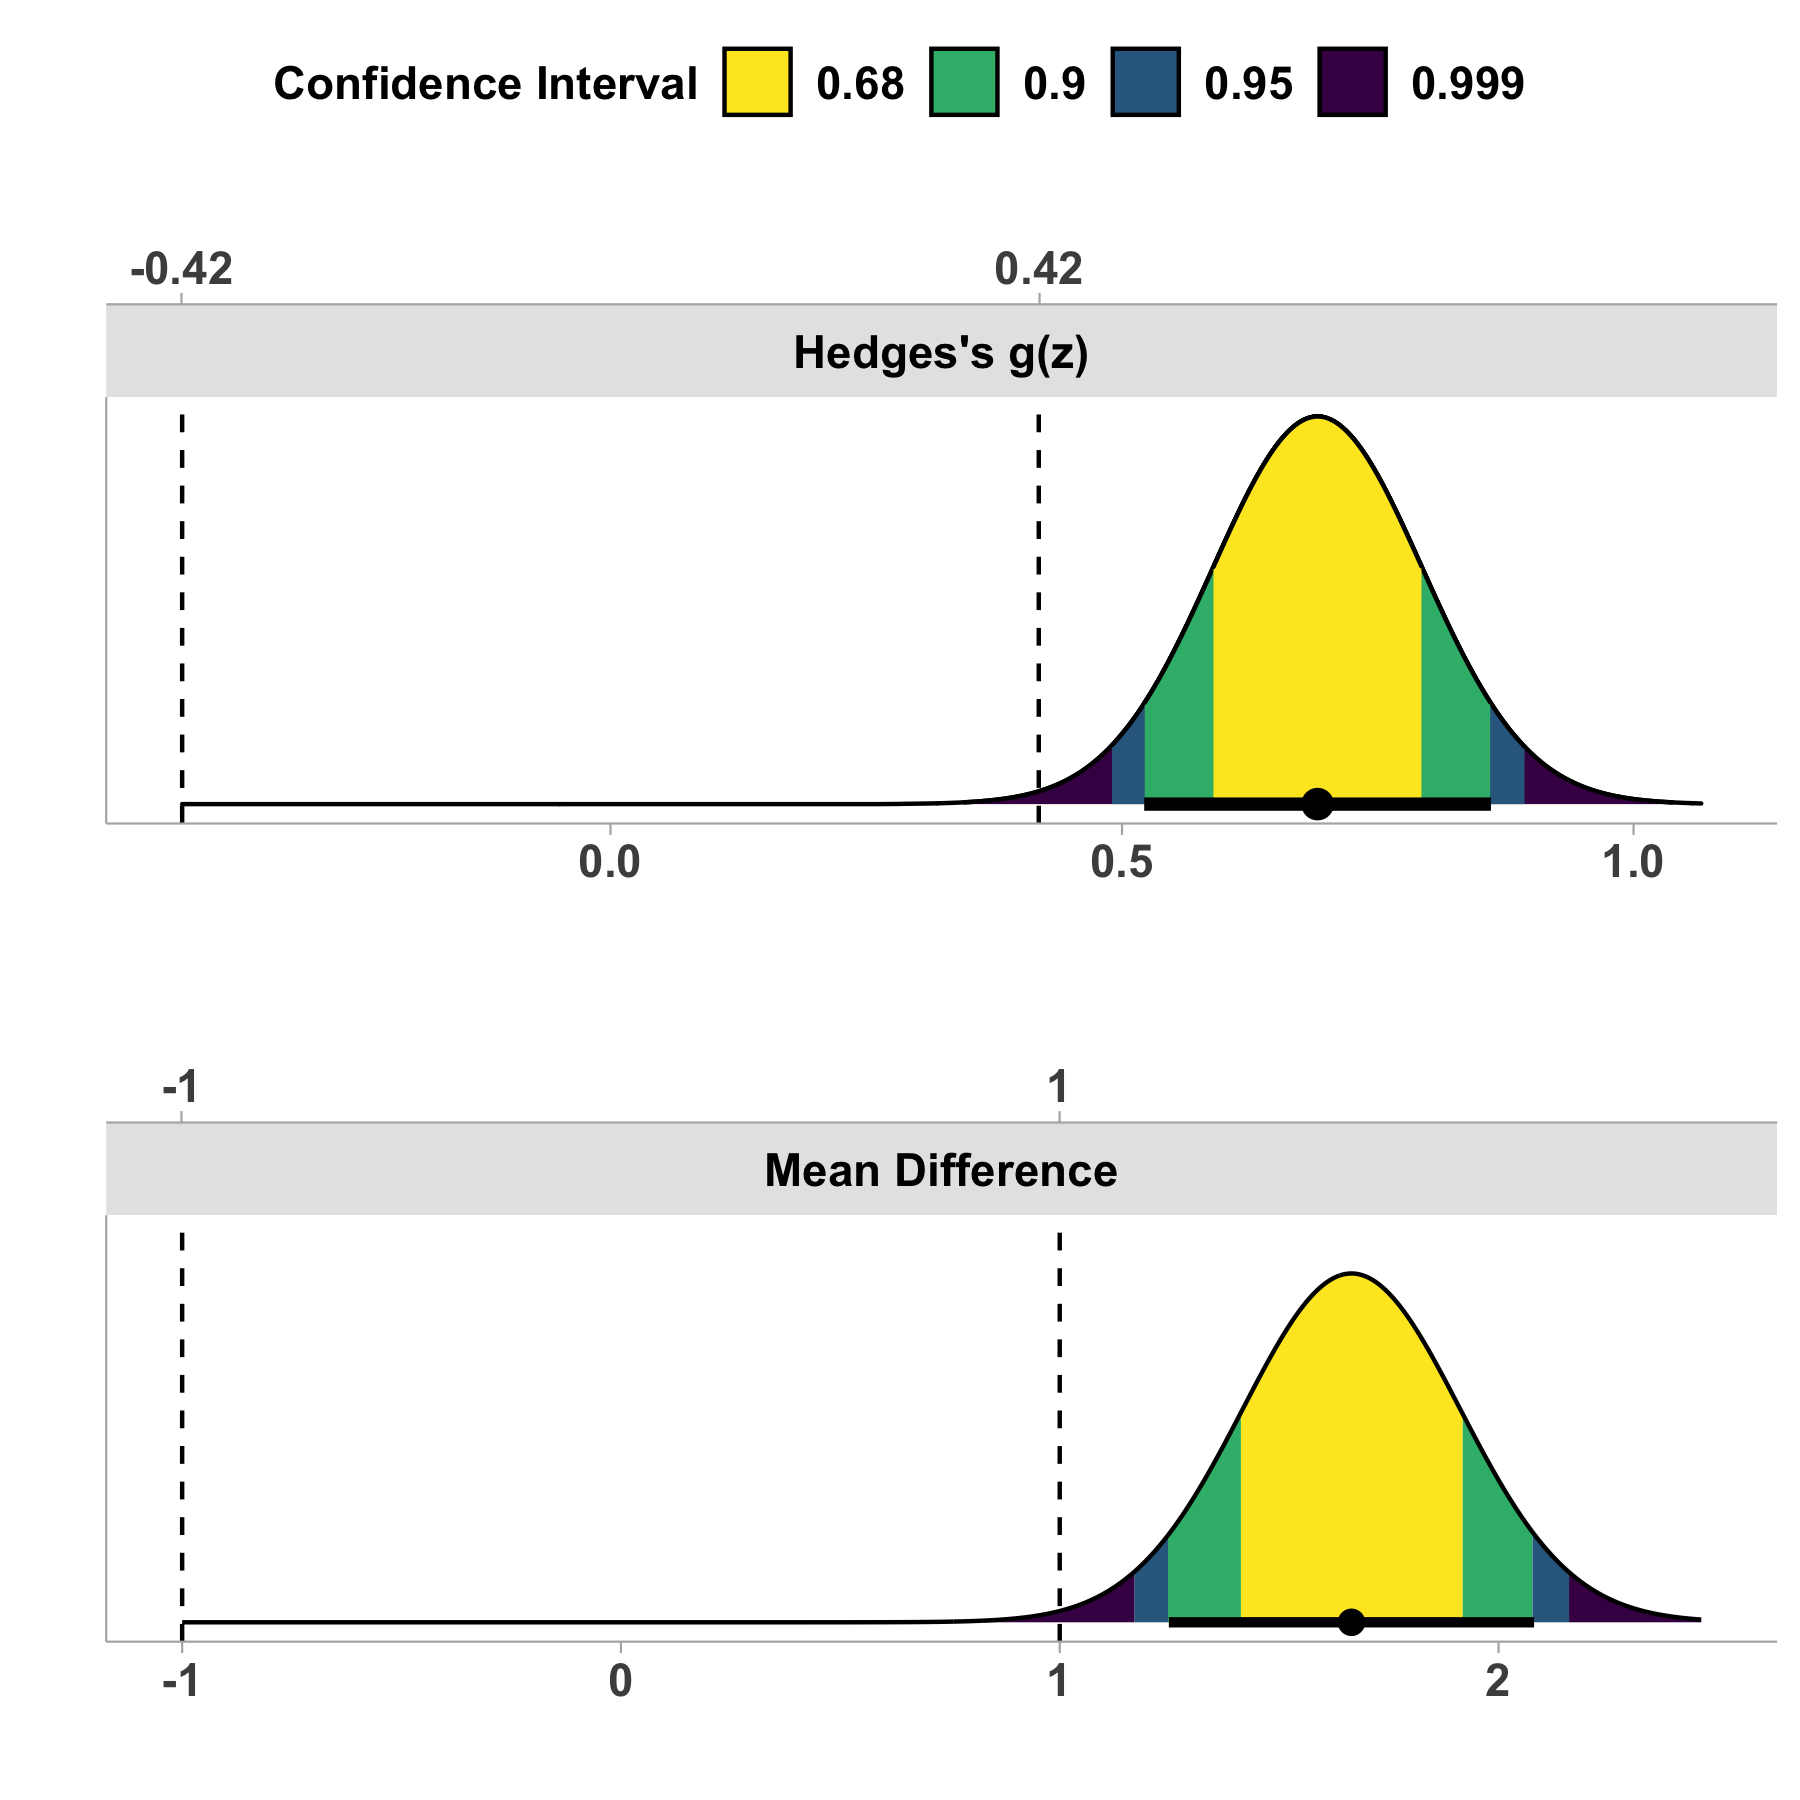 Confidence Interval 0.68 0.9 0.95 0.999
-0.42 0.42
Hedges's g(z)
0.0 0.5 1.0
-1 1
Mean Difference
-1 0 1 2